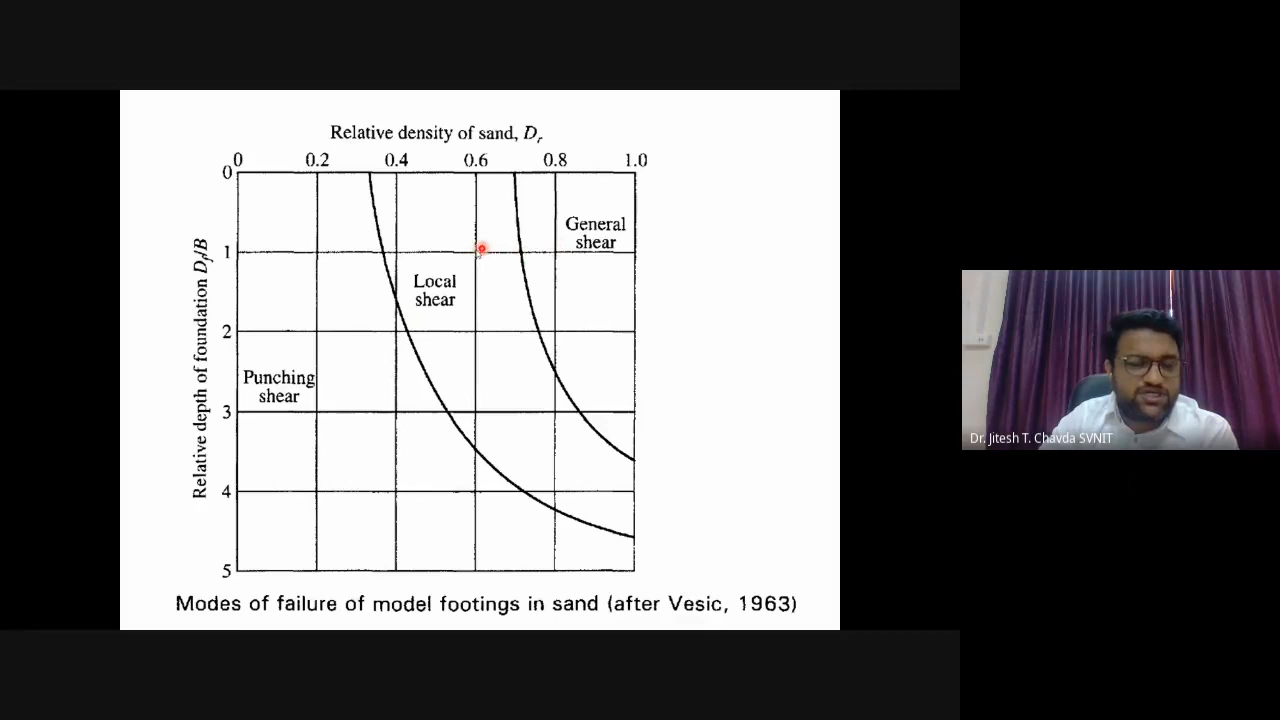 Relative density of sand, Dr
0 0.2 0.4 0.6 0.8 1.0
0
1
2
3
4
5
Relative depth of foundation Df/B
General
shear
Local
shear
Punching
shear
Modes of failure of model footings in sand (after Vesic, 1963)
Dr. Jitesh T. Chavda SVNIT